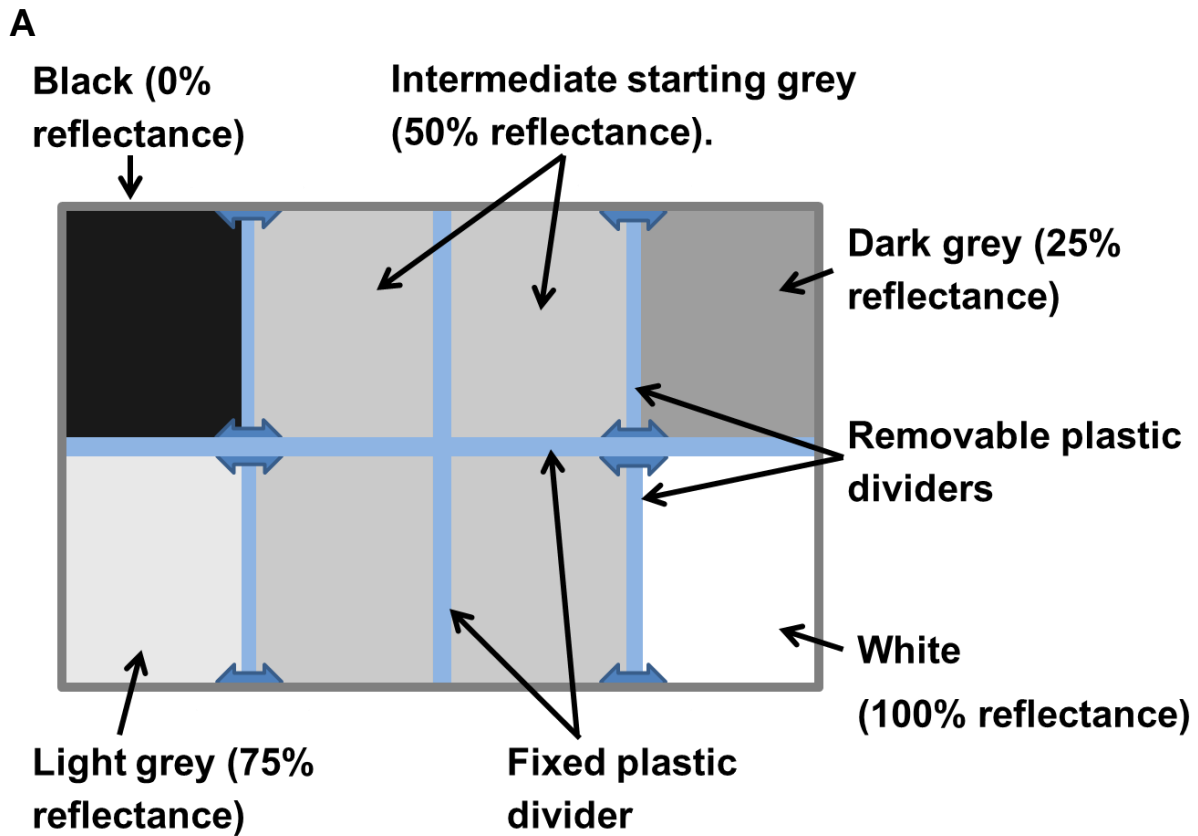 A
Black (0%
reflectance)
Intermediate starting grey
(50% reflectance).
Dark grey (25%
reflectance)
Removable plastic
dividers
White
(100% reflectance)
Light grey (75%
reflectance)
Fixed plastic
divider